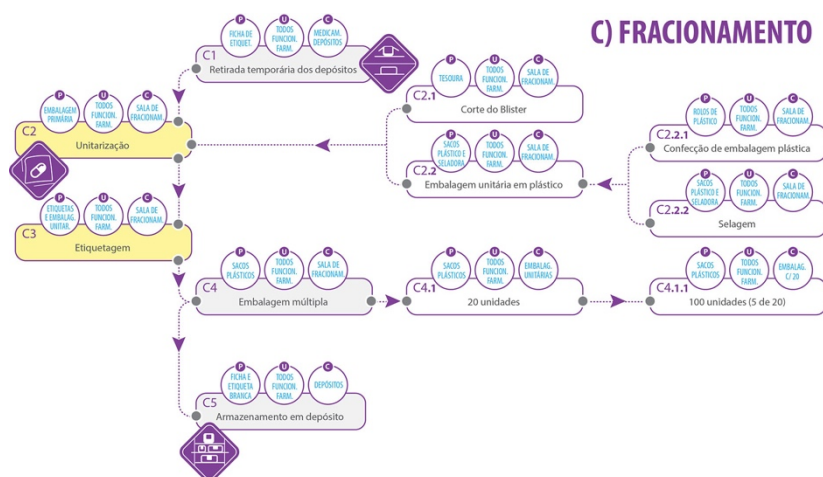 C) FRACIONAMENTO
P
U
C
FICHA DE
ETIQUET.
TODOS
FUNCION.
FARM.
MEDICAM.
DEPÓSITOS
C1
Retirada temporária dos depósitos
P
U
C
TESOURA
TODOS
FUNCION.
FARM.
SALA DE
FRACIONAM.
C2.1
Corte do Blister
P
U
C
EMBALAGEM
PRIMÁRIA
TODOS
FUNCION.
FARM.
SALA DE
FRACIONAM.
C2
Unitarização
P
U
C
ROLOS DE
PLÁSTICO
TODOS
FUNCION.
FARM.
SALA DE
FRACIONAM.
C2.2.1
Confecção de embalagem plástica
P
U
C
SACOS
PLÁSTICO E
SELADORA
TODOS
FUNCION.
FARM.
SALA DE
FRACIONAM.
C2.2
Embalagem unitária em plástico
P
U
C
SACOS
PLÁSTICO E
SELADORA
TODOS
FUNCION.
FARM.
SALA DE
FRACIONAM.
C2.2.2
Selagem
P
U
C
ETIQUETAS
E EMBALAG.
UNITAR.
TODOS
FUNCION.
FARM.
SALA DE
FRACIONAM.
C3
Etiquetagem
P
U
C
SACOS
PLÁSTICOS
TODOS
FUNCION.
FARM.
SALA DE
FRACIONAM.
C4
Embalagem múltipla
P
U
C
SACOS
PLÁSTICOS
TODOS
FUNCION.
FARM.
EMBALAG.
UNITÁRIAS
C4.1
20 unidades
P
U
C
SACOS
PLÁSTICOS
TODOS
FUNCION.
FARM.
EMBALAG.
C/ 20
C4.1.1
100 unidades (5 de 20)
P
U
C
FICHA E
ETIQUETA
BRANCA
TODOS
FUNCION.
FARM.
DEPÓSITOS
C5
Armazenamento em depósito